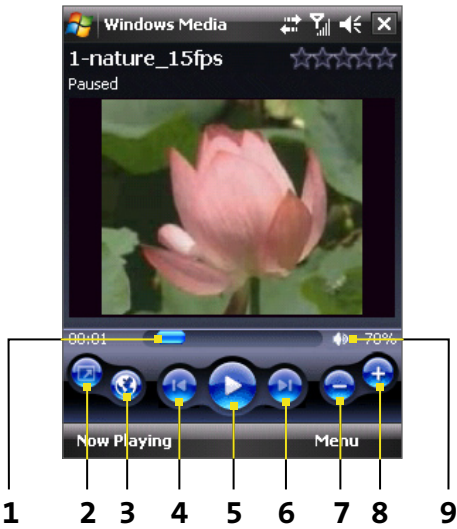 Windows Media
1-nature_15fps
Paused
00:01 70%
Now Playing Menu
1 2 3 4 5 6 7 8 9